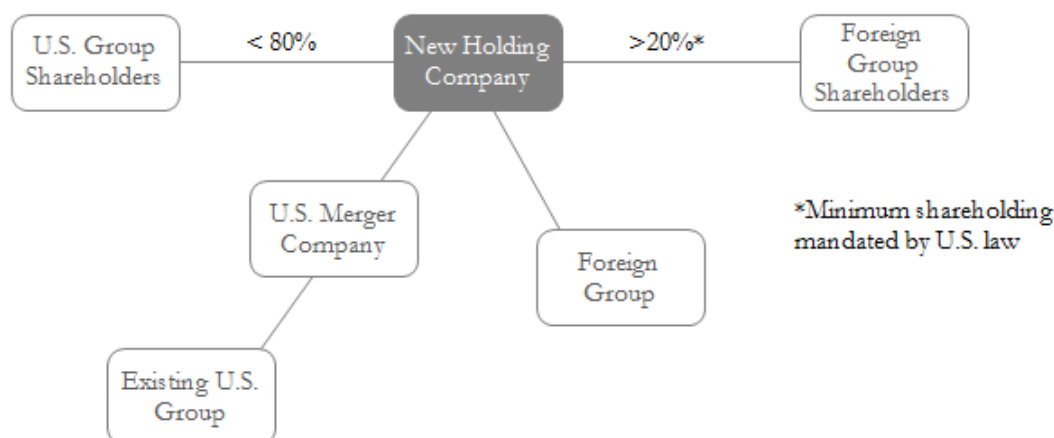 U.S. Group
Shareholders
< 80%
New Holding
Company
>20%*
Foreign
Group
Shareholders
U.S. Merger
Company
*Minimum shareholding
mandated by U.S. law
Foreign
Group
Existing U.S.
Group